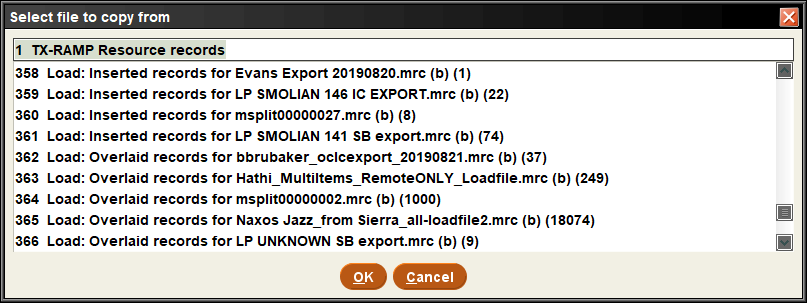 Select file to copy from
1 TX-RAMP Resource records
358 Load: Inserted records for Evans Export 20190820.mrc (b) (1)
359 Load: Inserted records for LP SMOLIAN 146 IC EXPORT.mrc (b) (22)
360 Load: Inserted records for msplit00000027.mrc (b) (8)
361 Load: Inserted records for LP SMOLIAN 141 SB export.mrc (b) (74)
362 Load: Overlaid records for bbrubaker_oclcexport_20190821.mrc (b) (37)
363 Load: Overlaid records for Hathi_MultiItems_RemoteONLY_Loadfile.mrc (b) (249)
364 Load: Overlaid records for msplit00000002.mrc (b) (1000)
365 Load: Overlaid records for Naxos Jazz_from Sierra_all-loadfile2.mrc (b) (18074)
366 Load: Overlaid records for LP UNKNOWN SB export.mrc (b) (9)
OK Cancel